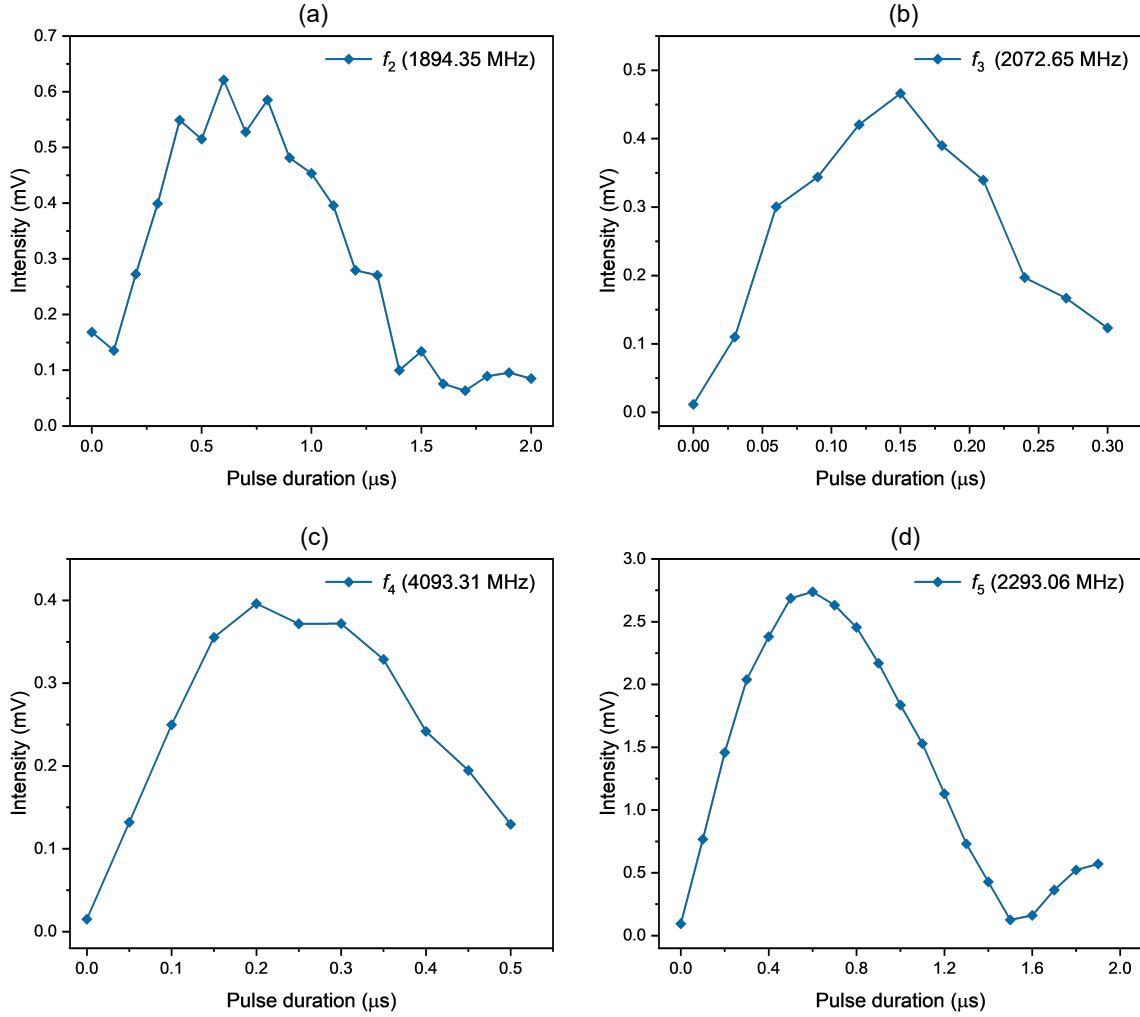 (a)
f2 (1894.35 MHz)
0.7
0.6
0.5
0.4
0.3
0.2
0.1
0.0
Intensity (mV)
0.0 0.5 1.0 1.5 2.0
Pulse duration (μs)
(b)
f3 (2072.65 MHz)
0.5
0.4
0.3
0.2
0.1
0.0
Intensity (mV)
0.00 0.05 0.10 0.15 0.20 0.25 0.30
Pulse duration (μs)
(c)
f4 (4093.31 MHz)
0.4
0.3
0.2
0.1
0.0
Intensity (mV)
0.0 0.1 0.2 0.3 0.4 0.5
Pulse duration (μs)
(d)
f5 (2293.06 MHz)
3.0
2.5
2.0
1.5
1.0
0.5
0.0
Intensity (mV)
0.0 0.4 0.8 1.2 1.6 2.0
Pulse duration (μs)